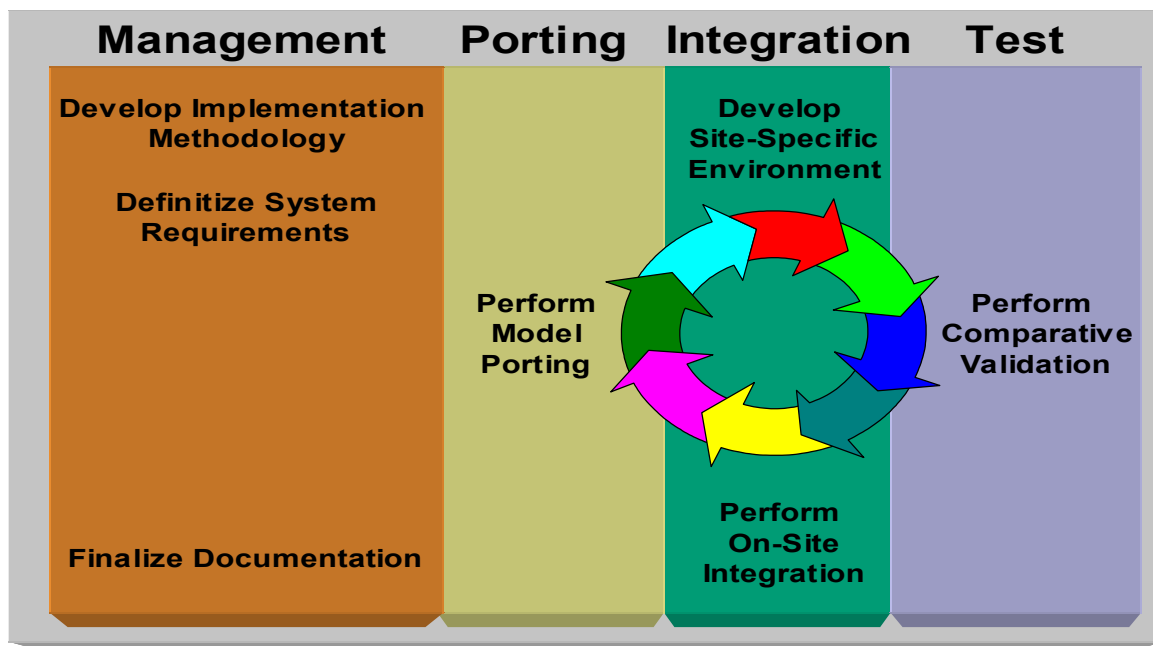 Management Porting Integration Test
Develop Implementation
Methodology
Definitize System
Requirements
Finalize Documentation
Perform
Model
Porting
Develop
Site-Specific
Environment
Perform
On-Site
Integration
Perform
Comparative
Validation